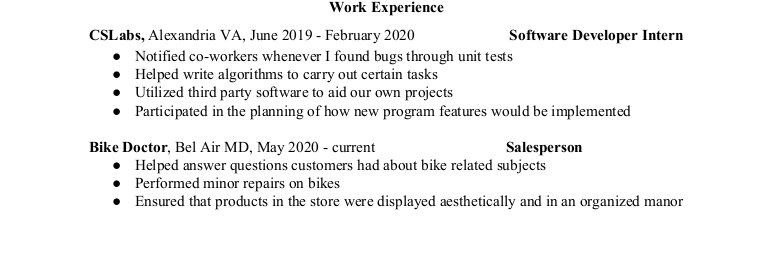 Work Experience
CSLabs, Alexandria VA, June 2019 - February 2020 Software Developer Intern
● Notified co-workers whenever I found bugs through unit tests
● Helped write algorithms to carry out certain tasks
● Utilized third party software to aid our own projects
● Participated in the planning of how new program features would be implemented
Bike Doctor, Bel Air MD, May 2020 - current Salesperson
● Helped answer questions customers had about bike related subjects
● Performed minor repairs on bikes
● Ensured that products in the store were displayed aesthetically and in an organized manor